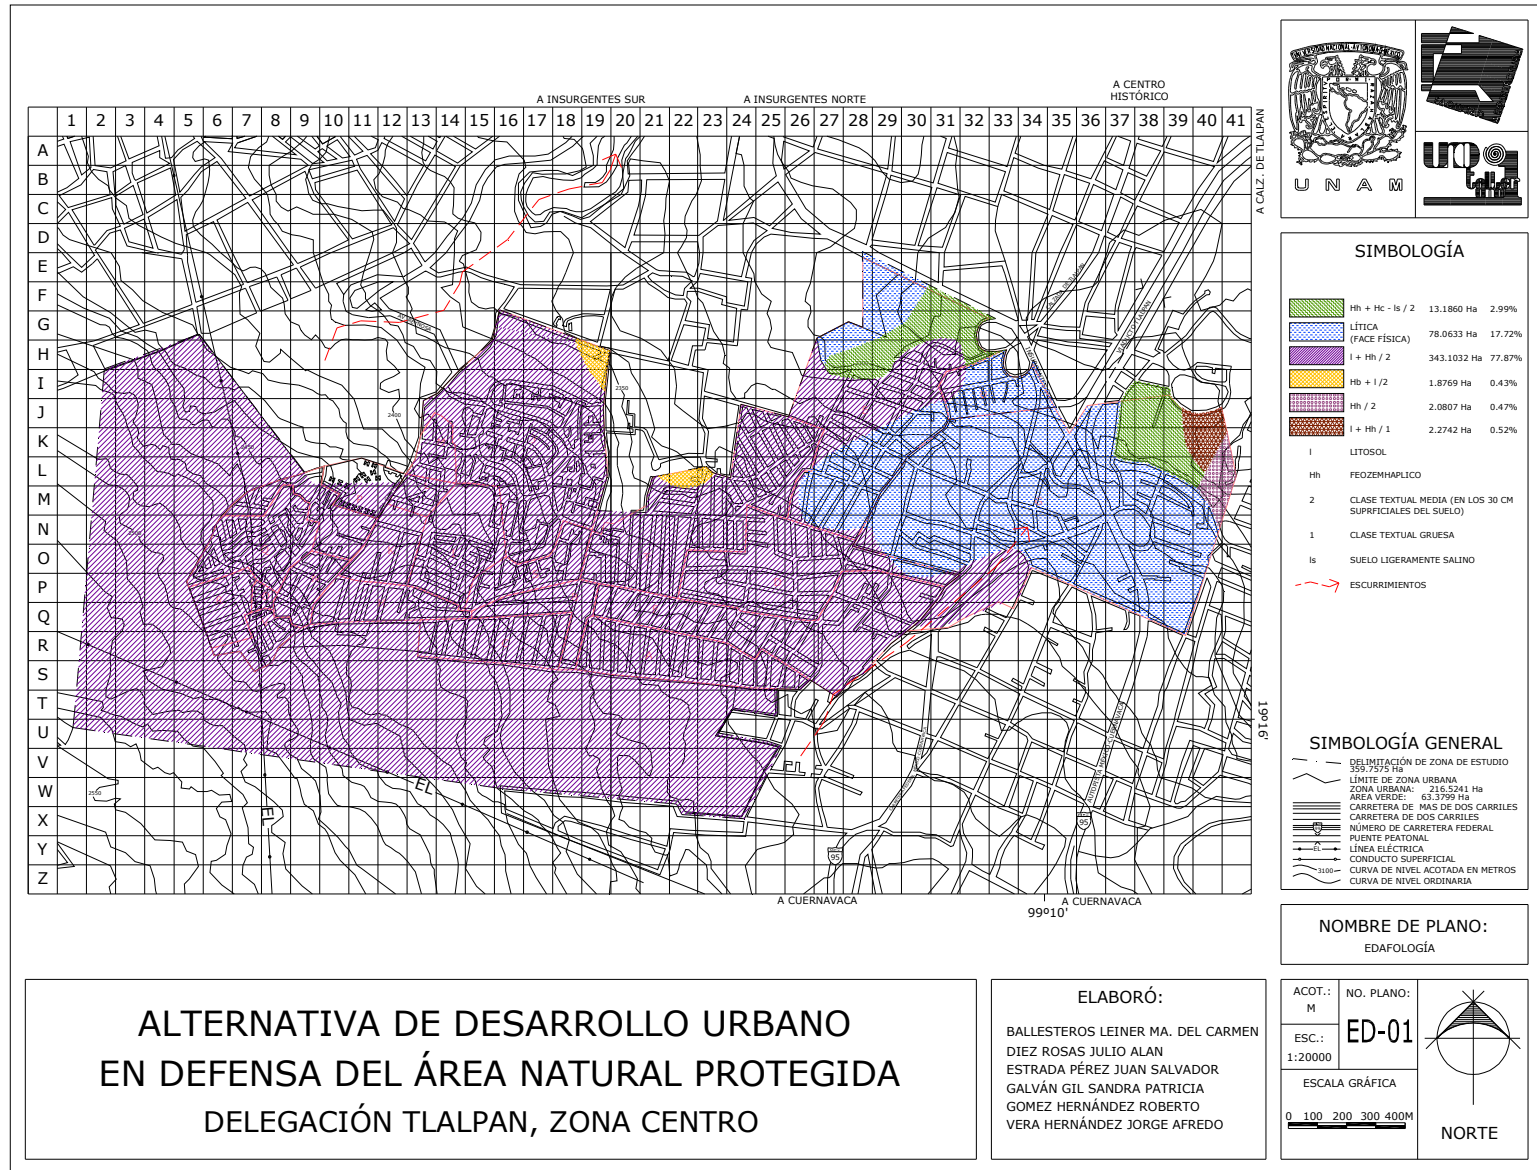 A INSURGENTES SUR
A INSURGENTES NORTE
A CENTRO
HISTÓRICO
A CALZ. DE TLALPAN
1 2 3 4 5 6 7 8 9 10 11 12 13 14 15 16 17 18 19 20 21 22 23 24 25 26 27 28 29 30 31 32 33 34 35 36 37 38 39 40 41
A
B
C
D
E
F
G
H
I
J
K
L
M
N
O
P
Q
R
S
T
U
V
W
X
Y
Z
2350
2400
2550
EL
EL
95
95
19º16'
A CUERNAVACA
99º10'
A CUERNAVACA
UNAM
SIMBOLOGÍA
Hh + Hc - ls / 2 13.1860 Ha 2.99%
LÍTICA
(FACE FÍSICA) 78.0633 Ha 17.72%
l + Hh / 2 343.1032 Ha 77.87%
Hb + l /2 1.8769 Ha 0.43%
Hh / 2 2.0807 Ha 0.47%
l + Hh / 1 2.2742 Ha 0.52%
l LITOSOL
Hh FEOZEMHAPLICO
2 CLASE TEXTUAL MEDIA (EN LOS 30 CM
SUPRFICIALES DEL SUELO)
1 CLASE TEXTUAL GRUESA
ls SUELO LIGERAMENTE SALINO
ESCURRIMIENTOS
SIMBOLOGÍA GENERAL
DELIMITACIÓN DE ZONA DE ESTUDIO
359.7575 Ha
LÍMITE DE ZONA URBANA
ZONA URBANA: 216.5241 Ha
AREA VERDE: 63.3799 Ha
CARRETERA DE MAS DE DOS CARRILES
CARRETERA DE DOS CARRILES
NÚMERO DE CARRETERA FEDERAL
PUENTE PEATONAL
EL LÍNEA ELÉCTRICA
CONDUCTO SUPERFICIAL
3100 CURVA DE NIVEL ACOTADA EN METROS
CURVA DE NIVEL ORDINARIA
NOMBRE DE PLANO:
EDAFOLOGÍA
ALTERNATIVA DE DESARROLLO URBANO
EN DEFENSA DEL ÁREA NATURAL PROTEGIDA
DELEGACIÓN TLALPAN, ZONA CENTRO
ELABORÓ:
BALLESTEROS LEINER MA. DEL CARMEN
DIEZ ROSAS JULIO ALAN
ESTRADA PÉREZ JUAN SALVADOR
GALVÁN GIL SANDRA PATRICIA
GOMEZ HERNÁNDEZ ROBERTO
VERA HERNÁNDEZ JORGE AFREDO
ACOT.:
M
ESC.:
1:20000
NO. PLANO:
ED-01
ESCALA GRÁFICA
0 100 200 300 400M
NORTE